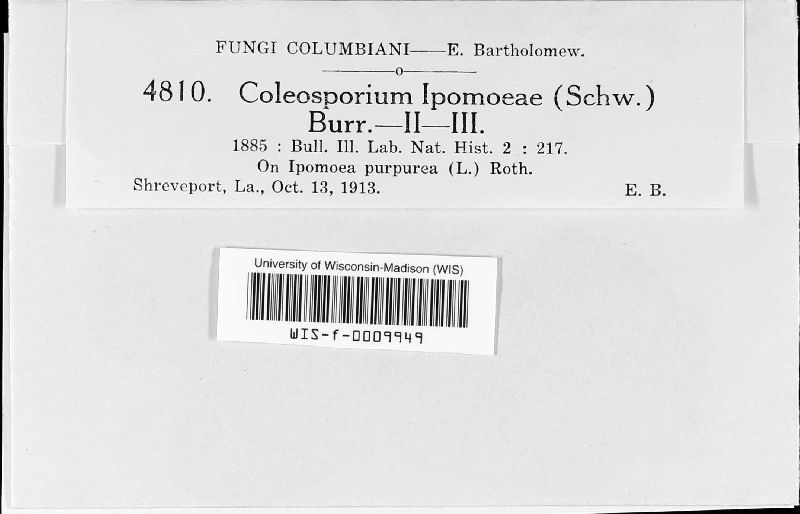 FUNGI COLUMBIANI——E. Bartholomew.
o
4810. Coleosporium Ipomoeae (Schw.)
Burr.—II—III.
1885 : Bull. Ill. Lab. Nat. Hist. 2 : 217.
On Ipomoea purpurea (L.) Roth.
Shreveport, La., Oct. 13, 1913. E. B.
University of Wisconsin-Madison (WIS)
WIS-f-0009949